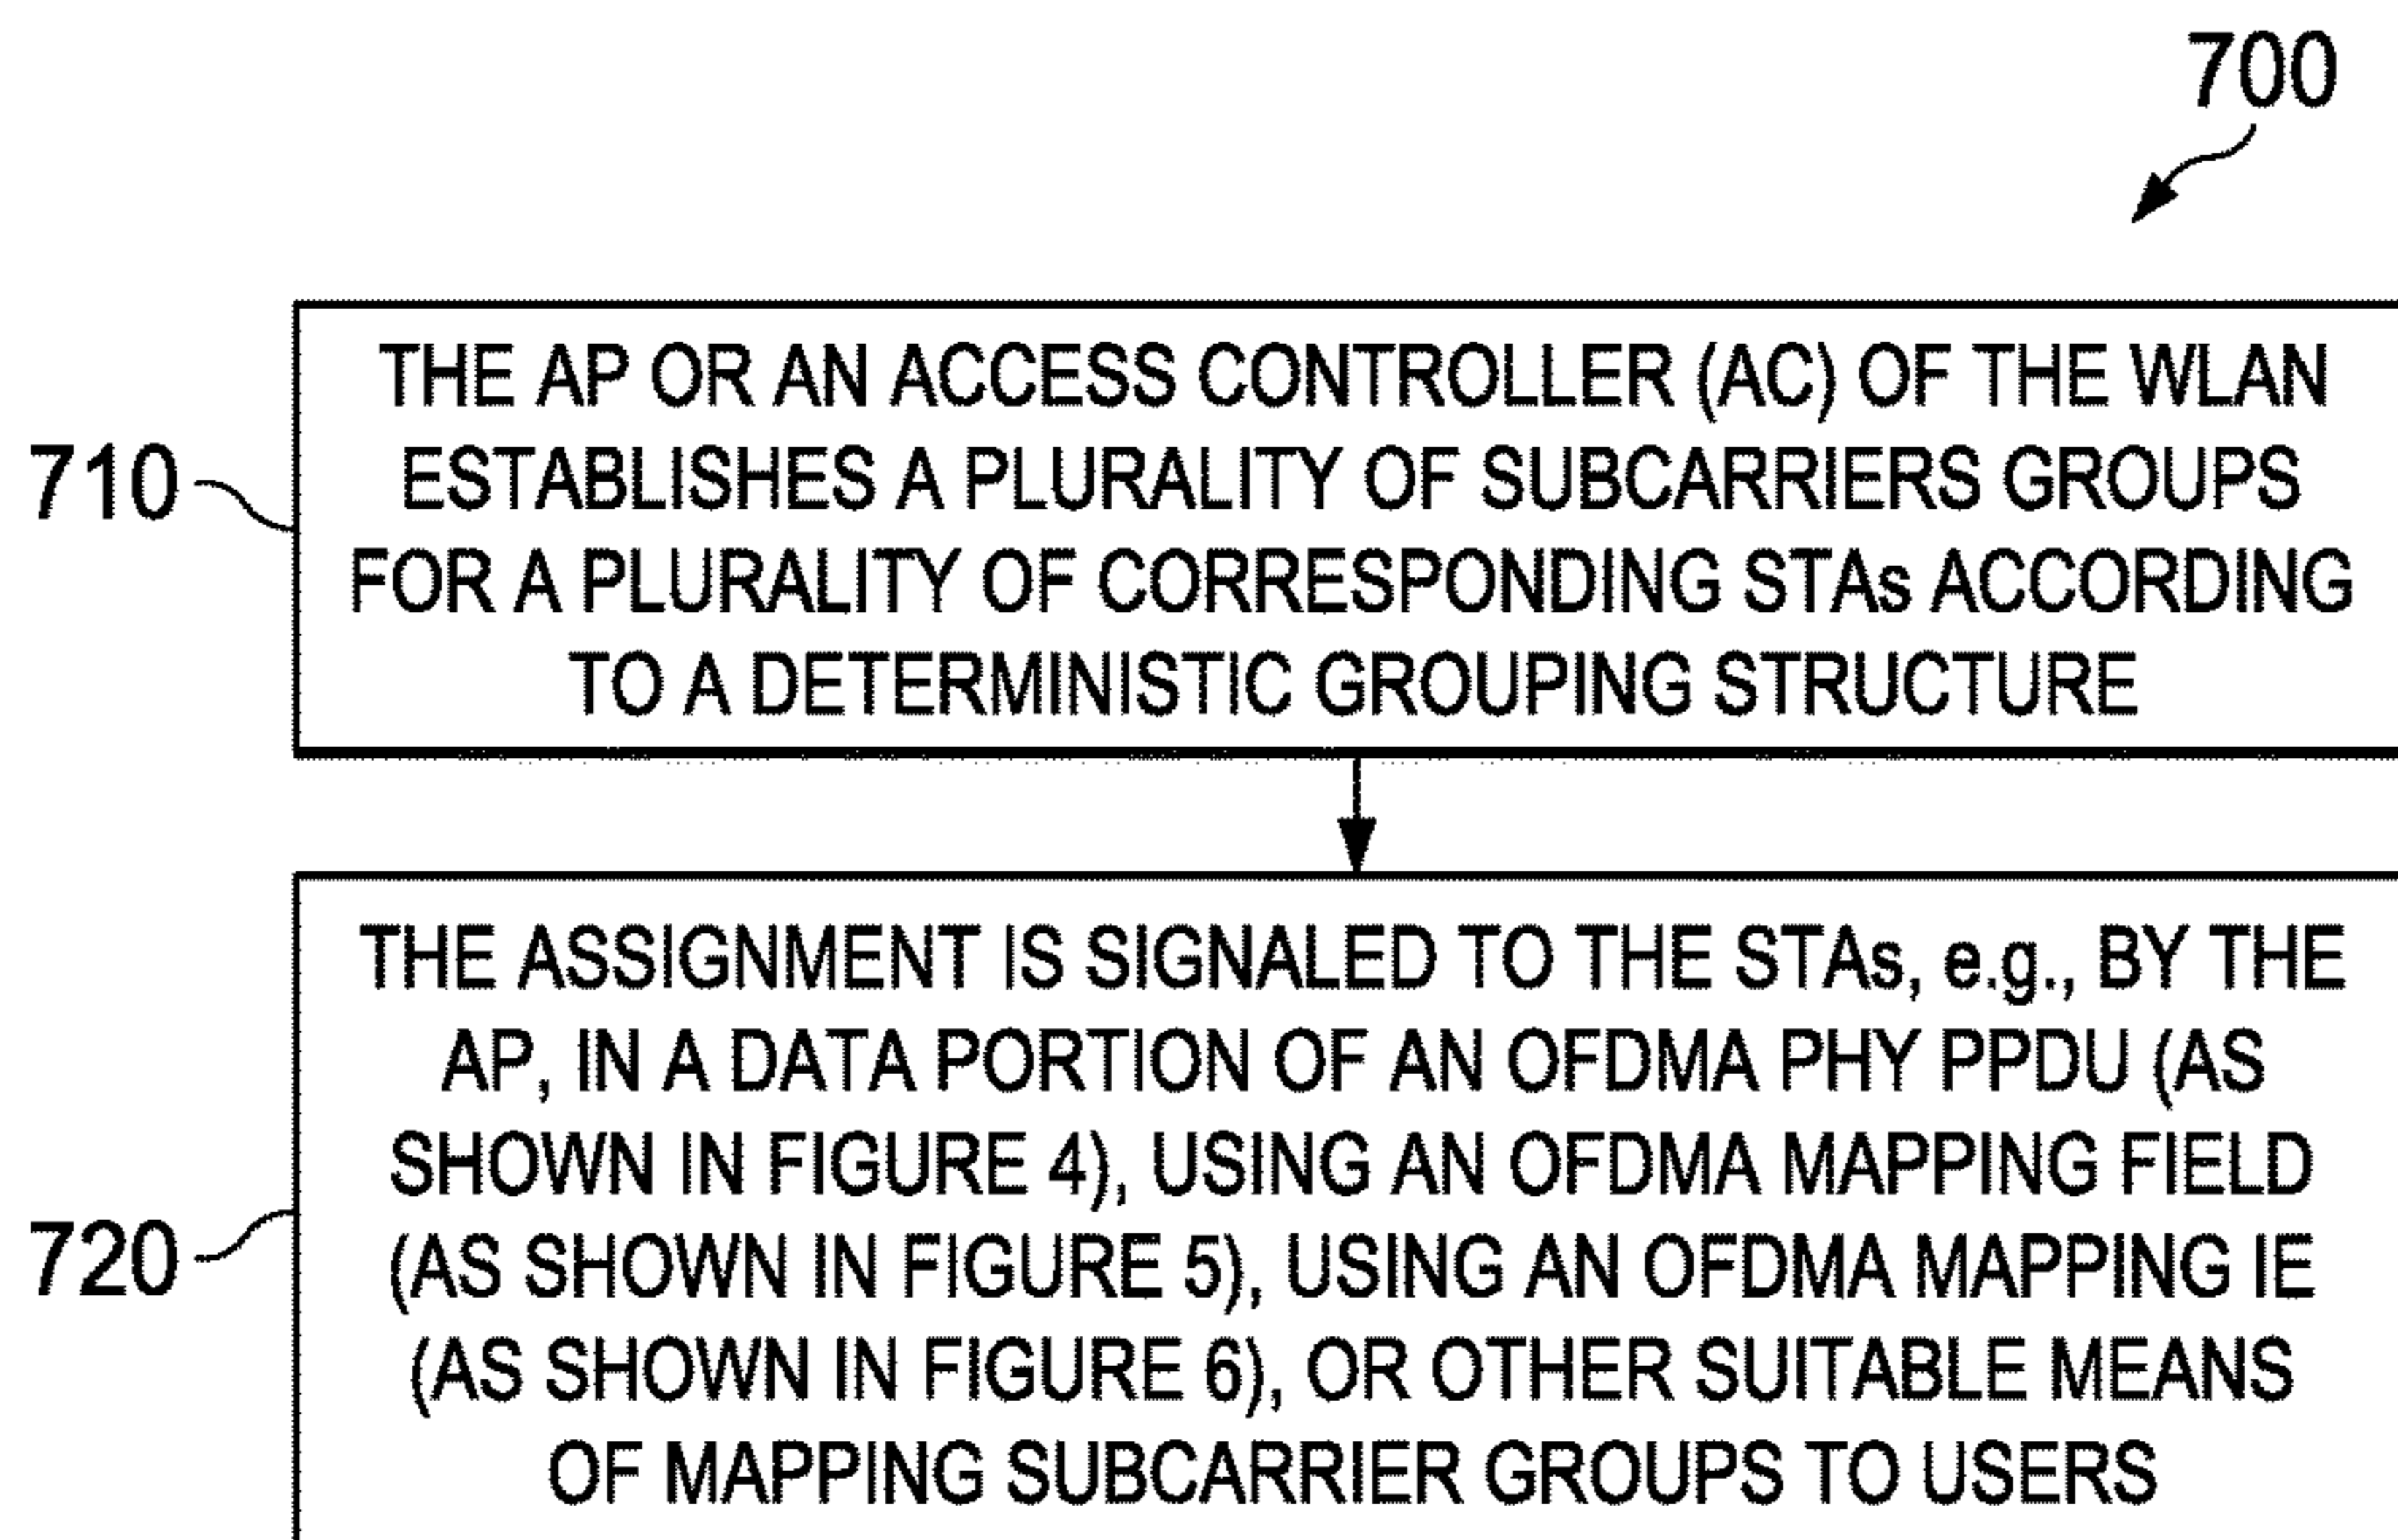 700
710
THE AP OR AN ACCESS CONTROLLER (AC) OF THE WLAN
ESTABLISHES A PLURALITY OF SUBCARRIERS GROUPS
FOR A PLURALITY OF CORRESPONDING STAs ACCORDING
TO A DETERMINISTIC GROUPING STRUCTURE
720
THE ASSIGNMENT IS SIGNALED TO THE STAs, e.g., BY THE
AP, IN A DATA PORTION OF AN OFDMA PHY PPDU (AS
SHOWN IN FIGURE 4), USING AN OFDMA MAPPING FIELD
(AS SHOWN IN FIGURE 5), USING AN OFDMA MAPPING IE
(AS SHOWN IN FIGURE 6), OR OTHER SUITABLE MEANS
OF MAPPING SUBCARRIER GROUPS TO USERS